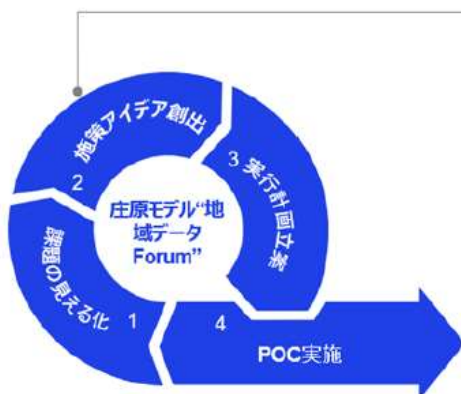 施策アイデア創出
2
3
実行計画立案
庄原モデル“地
域データ
Forum”
課題の見える化
1
4
POC実施